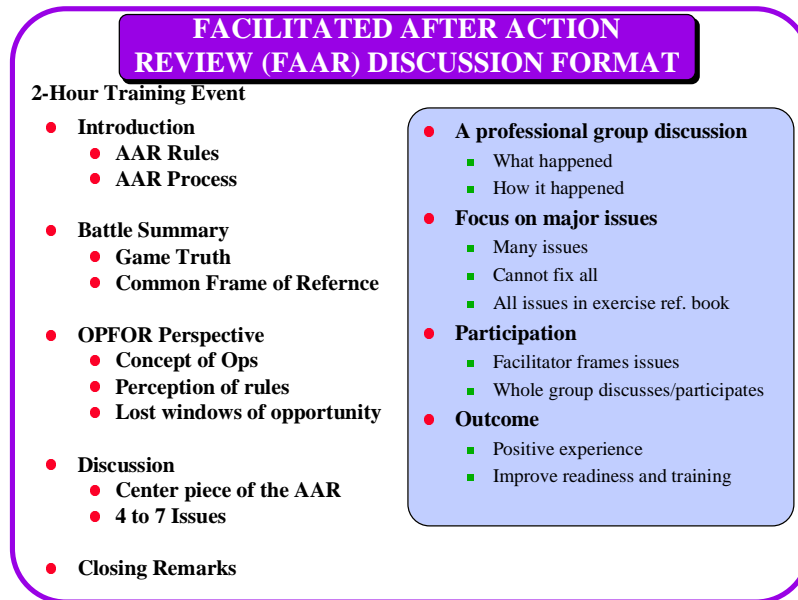 FACILITATED AFTER ACTION
REVIEW (FAAR) DISCUSSION FORMAT
2-Hour Training Event
Introduction
AAR Rules
AAR Process
Battle Summary
Game Truth
Common Frame of Refernce
OPFOR Perspective
Concept of Ops
Perception of rules
Lost windows of opportunity
Discussion
Center piece of the AAR
4 to 7 Issues
Closing Remarks
A professional group discussion
What happened
How it happened
Focus on major issues
Many issues
Cannot fix all
All issues in exercise ref. book
Participation
Facilitator frames issues
Whole group discusses/participates
Outcome
Positive experience
Improve readiness and training